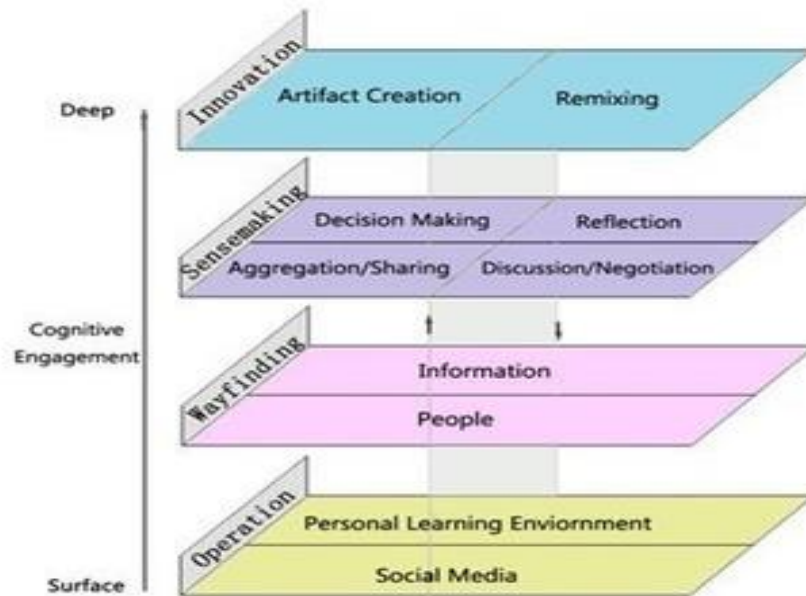 Innovation
Artifact Creation
Remixing
Deep
Sensemaking
Decision Making
Reflection
Aggregation/Sharing
Discussion/Negotiation
Cognitive
Engagement
Wayfinding
Information
People
Operation
Personal Learning Enviornment
Social Media
Surface